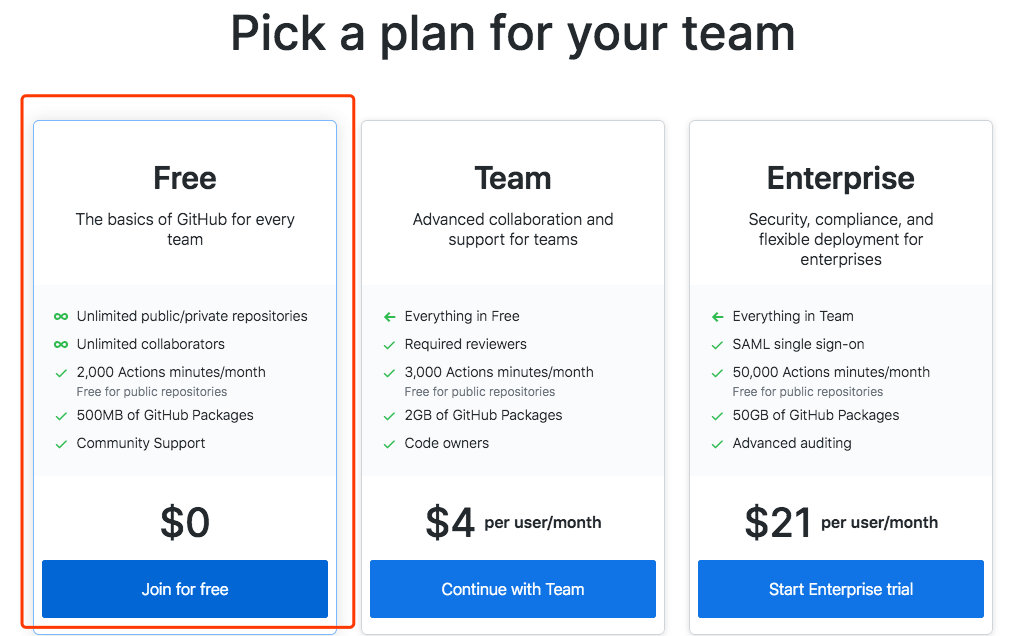 Pick a plan for your team
Free
The basics of GitHub for every
team
Unlimited public/private repositories
Unlimited collaborators
2,000 Actions minutes/month
Free for public repositories
500MB of GitHub Packages
Community Support
$0
Join for free
Team
Advanced collaboration and
support for teams
Everything in Free
Required reviewers
3,000 Actions minutes/month
Free for public repositories
2GB of GitHub Packages
Code owners
$4 per user/month
Continue with Team
Enterprise
Security, compliance, and
flexible deployment for
enterprises
Everything in Team
SAML single sign-on
50,000 Actions minutes/month
Free for public repositories
50GB of GitHub Packages
Advanced auditing
$21 per user/month
Start Enterprise trial